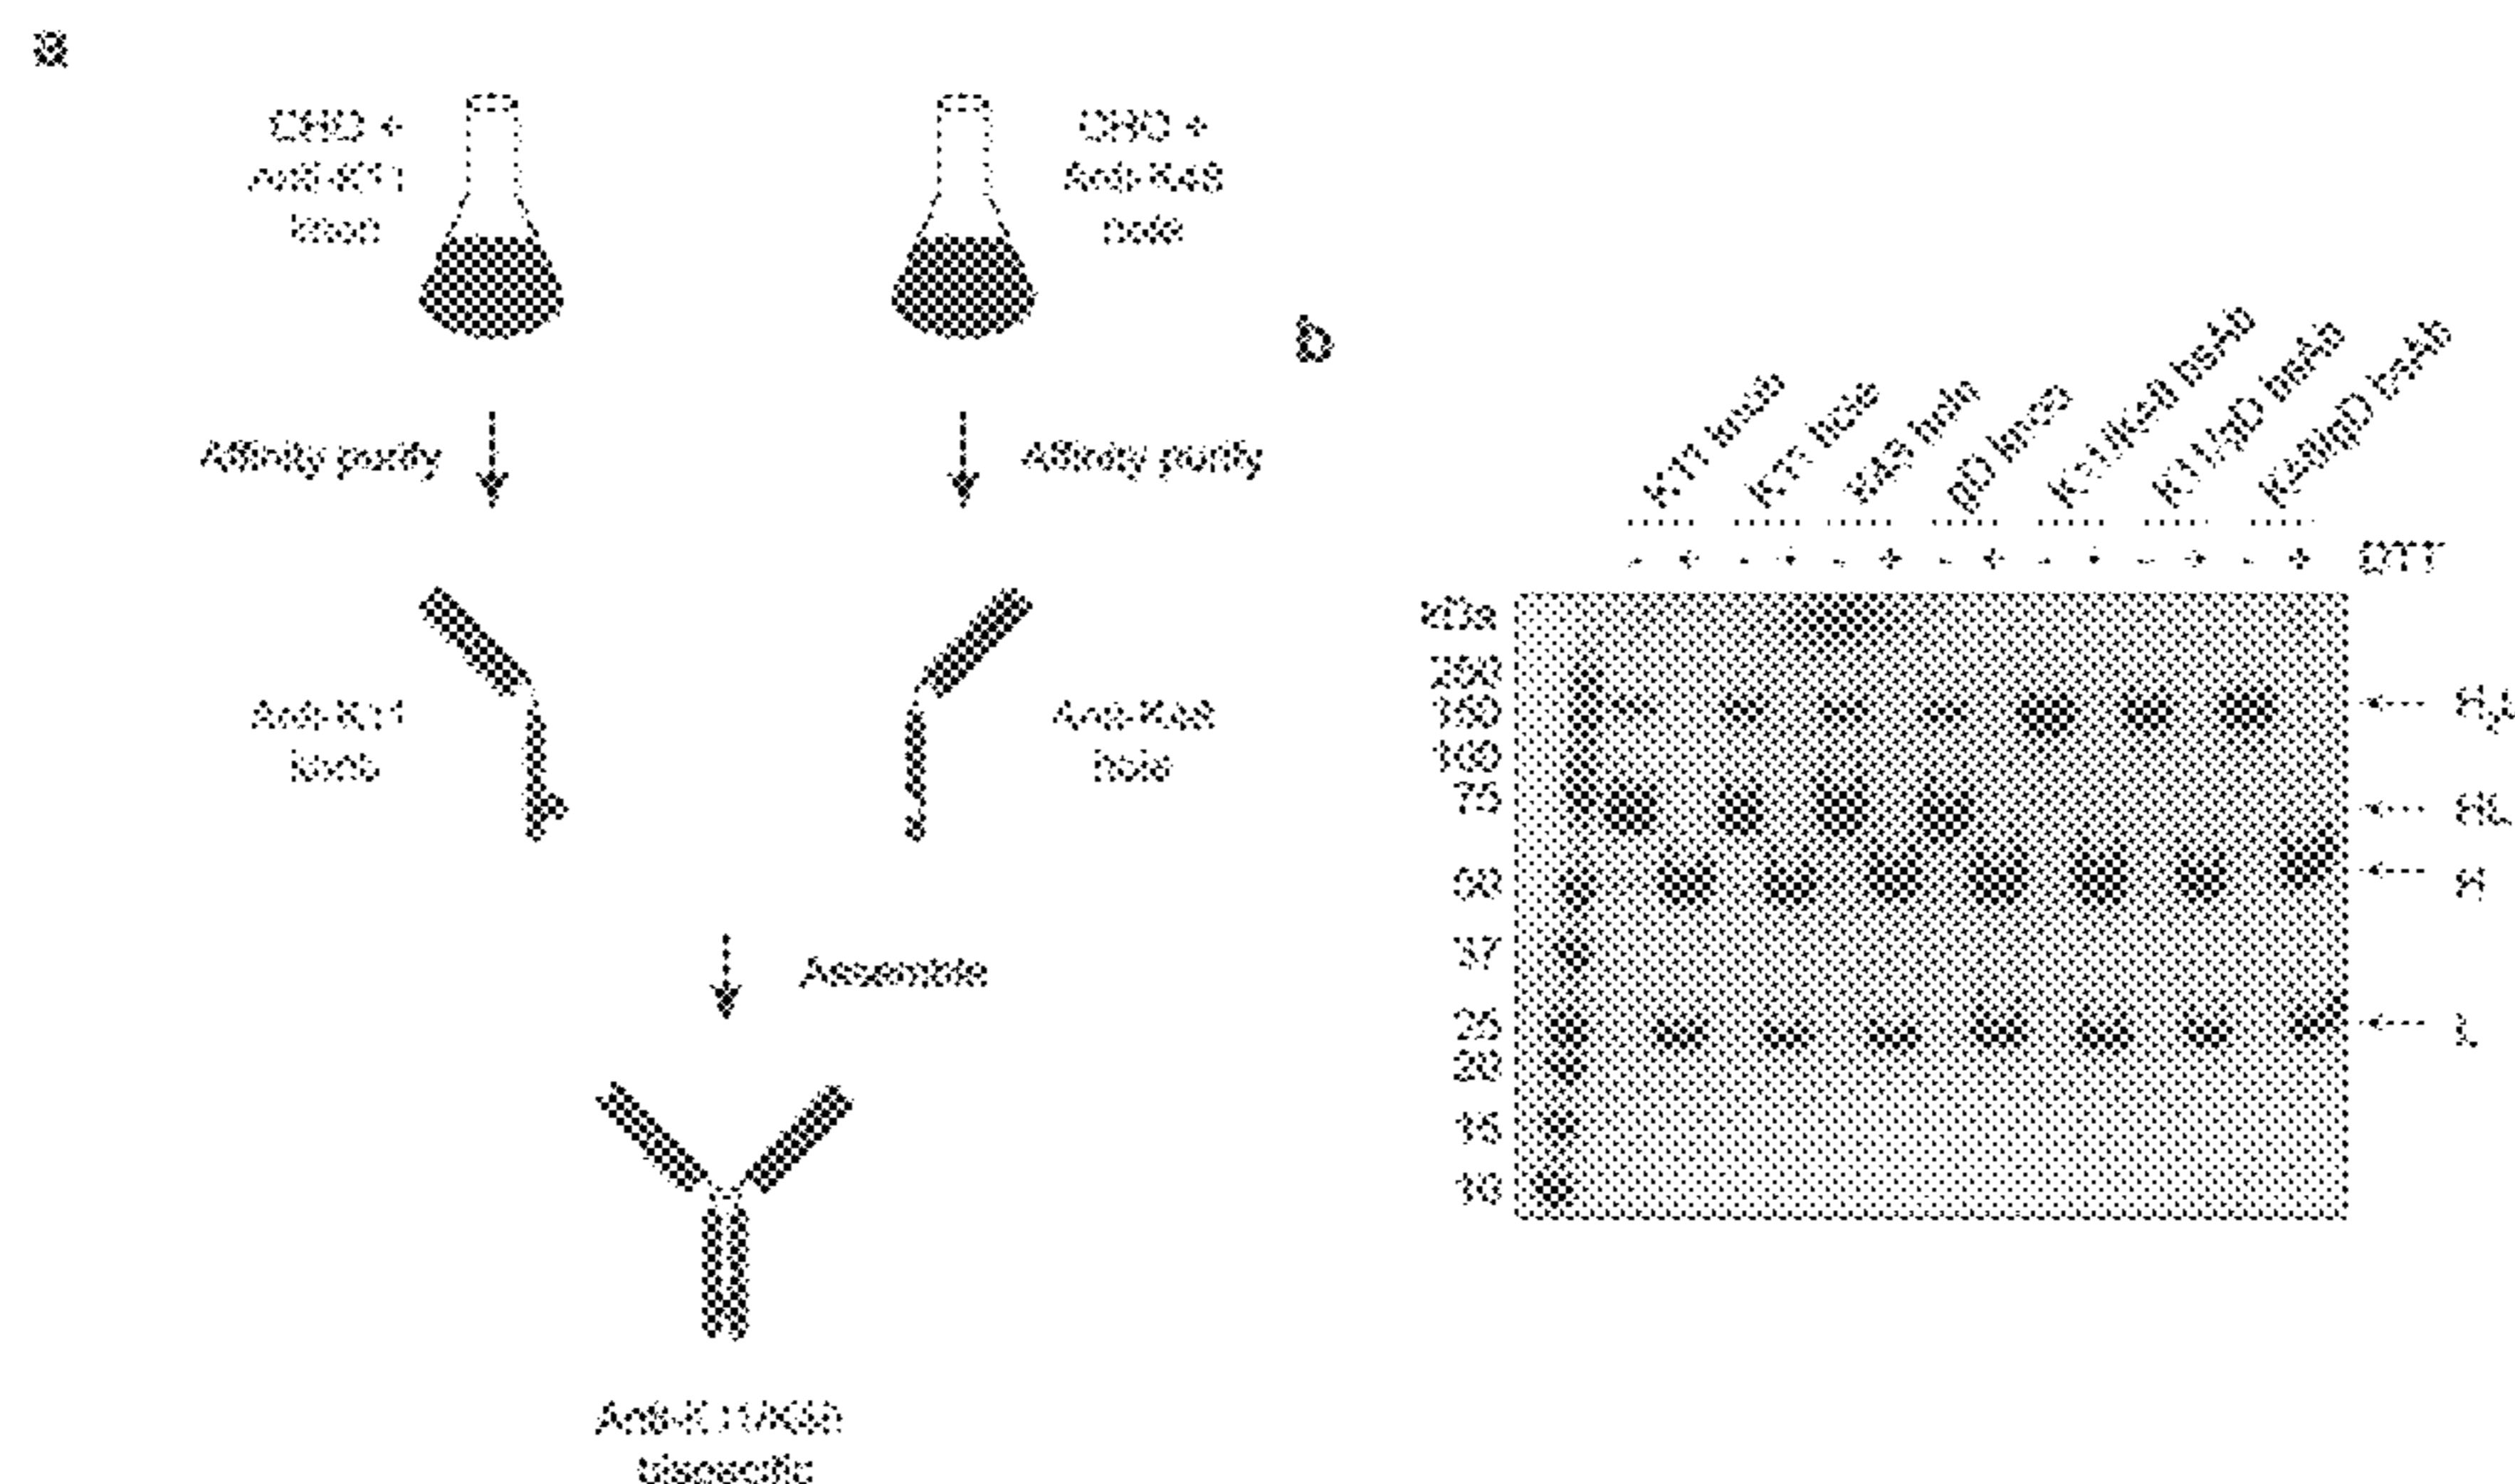 a
CHO +
Anti-K11
knob
CHO +
Anti-K48
hole
Affinity purify
Affinity purify
Anti-K11
knob
Anti-K48
hole
Assemble
Anti-K11/K48
bispecific
b
K11 knob
K11 hole
K48 hole
gD knob
K11/K48 bsAb
K11/gD bsAb
K48/gD bsAb
- + - + - + - + - + - + - + DTT
250
150
100
75
50
37
25
20
15
10
HL
H
L